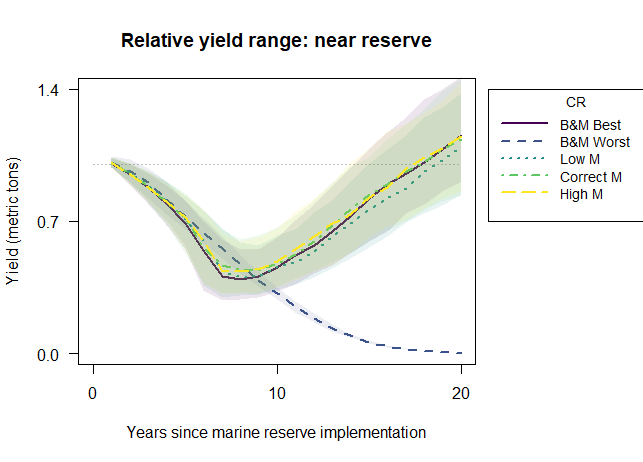 Relative yield range: near reserve
1.4
0.7
0.0
Yield (metric tons)
0
10
20
Years since marine reserve implementation
CR
B&M Best
B&M Worst
Low M
Correct M
High M